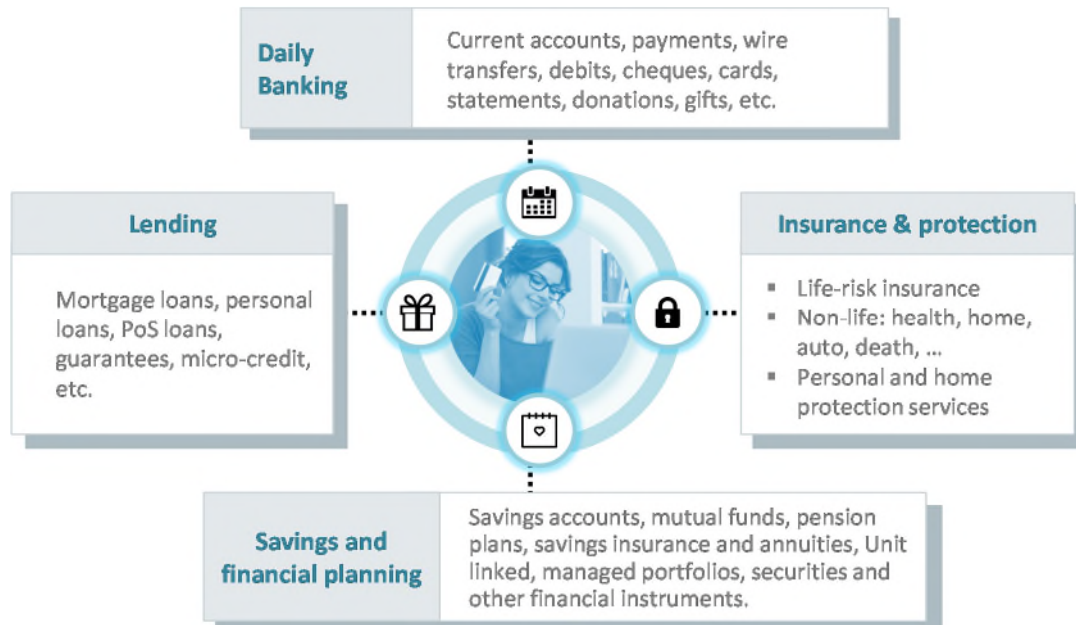 Daily
Banking
Current accounts, payments, wire
transfers, debits, cheques, cards,
statements, donations, gifts, etc.
Lending
Mortgage loans, personal
loans, PoS loans,
guarantees, micro-credit,
etc.
Insurance & protection
▪ Life-risk insurance
▪ Non-life: health, home,
auto, death, ...
▪ Personal and home
protection services
Savings and
financial planning
Savings accounts, mutual funds, pension
plans, savings insurance and annuities, Unit
linked, managed portfolios, securities and
other financial instruments.